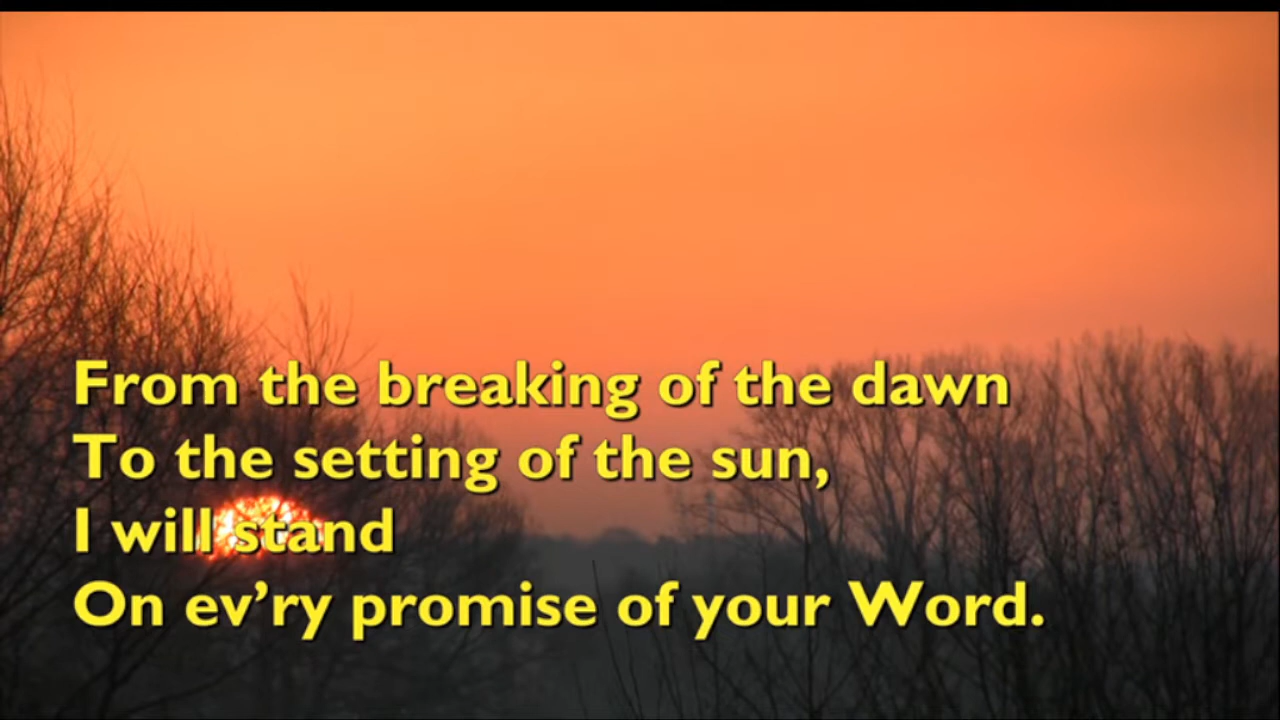 From the breaking of the dawn
To the setting of the sun,
I will stand
On ev’ry promise of your Word.